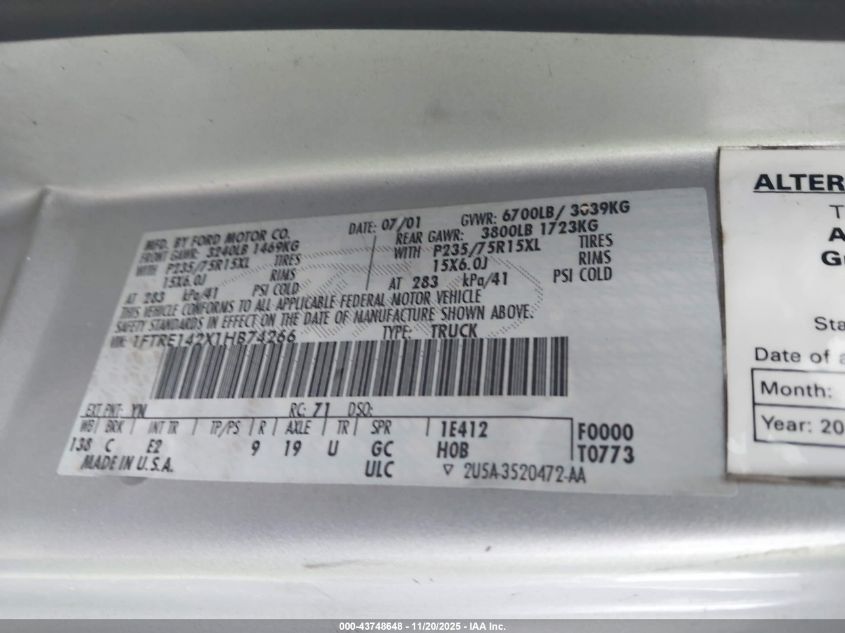 MFD. BY FORD MOTOR CO.
DATE: 07/01
GVWR: 6700LB/ 3039KG
FRONT GAWR: 3240LB 1469KG
REAR GAWR: 3800LB 1723KG
WITH P235/75R15XL TIRES
WITH P235/75R15XL TIRES
15X6.0J RIMS
15X6.0J RIMS
AT 283 kPa/41 PSI COLD
AT 283 kPa/41 PSI COLD
THIS VEHICLE CONFORMS TO ALL APPLICABLE FEDERAL MOTOR VEHICLE
SAFETY STANDARDS IN EFFECT ON THE DATE OF MANUFACTURE SHOWN ABOVE.
VIN: 1FTRE142X1HB74266
TYPE: TRUCK
EXT PNT: YN RC: 71 DSO:
WB BRK INT TR TP/PS R AXLE TR SPR 1E412 F0000
138 C E2 9 19 U GC H0B T0773
MADE IN U.S.A. ULC 2U5A-3520472-AA
ALTER
T
A
G
Sta
Date of a
Month:
Year: 20
000-43748648 - 11/20/2025 - IAA Inc.